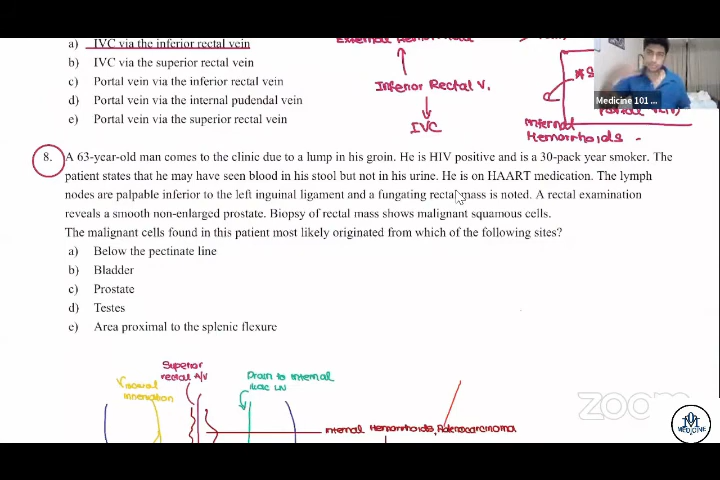 External
a) IVC via the inferior rectal vein
b) IVC via the superior rectal vein
c) Portal vein via the inferior rectal vein
d) Portal vein via the internal pudendal vein
e) Portal vein via the superior rectal vein
Inferior Rectal V.
IVC
Medicine 101 ...
Internal
Hemorrhoids
8. A 63-year-old man comes to the clinic due to a lump in his groin. He is HIV positive and is a 30-pack year smoker. The
patient states that he may have seen blood in his stool but not in his urine. He is on HAART medication. The lymph
nodes are palpable inferior to the left inguinal ligament and a fungating rectal mass is noted. A rectal examination
reveals a smooth non-enlarged prostate. Biopsy of rectal mass shows malignant squamous cells.
The malignant cells found in this patient most likely originated from which of the following sites?
a) Below the pectinate line
b) Bladder
c) Prostate
d) Testes
e) Area proximal to the splenic flexure
Visceral
innervation
Superior
rectal A/V
Drain to internal
iliac LN
internal Hemorrhoids, Adenocarcinoma
zoom
MEDICINE